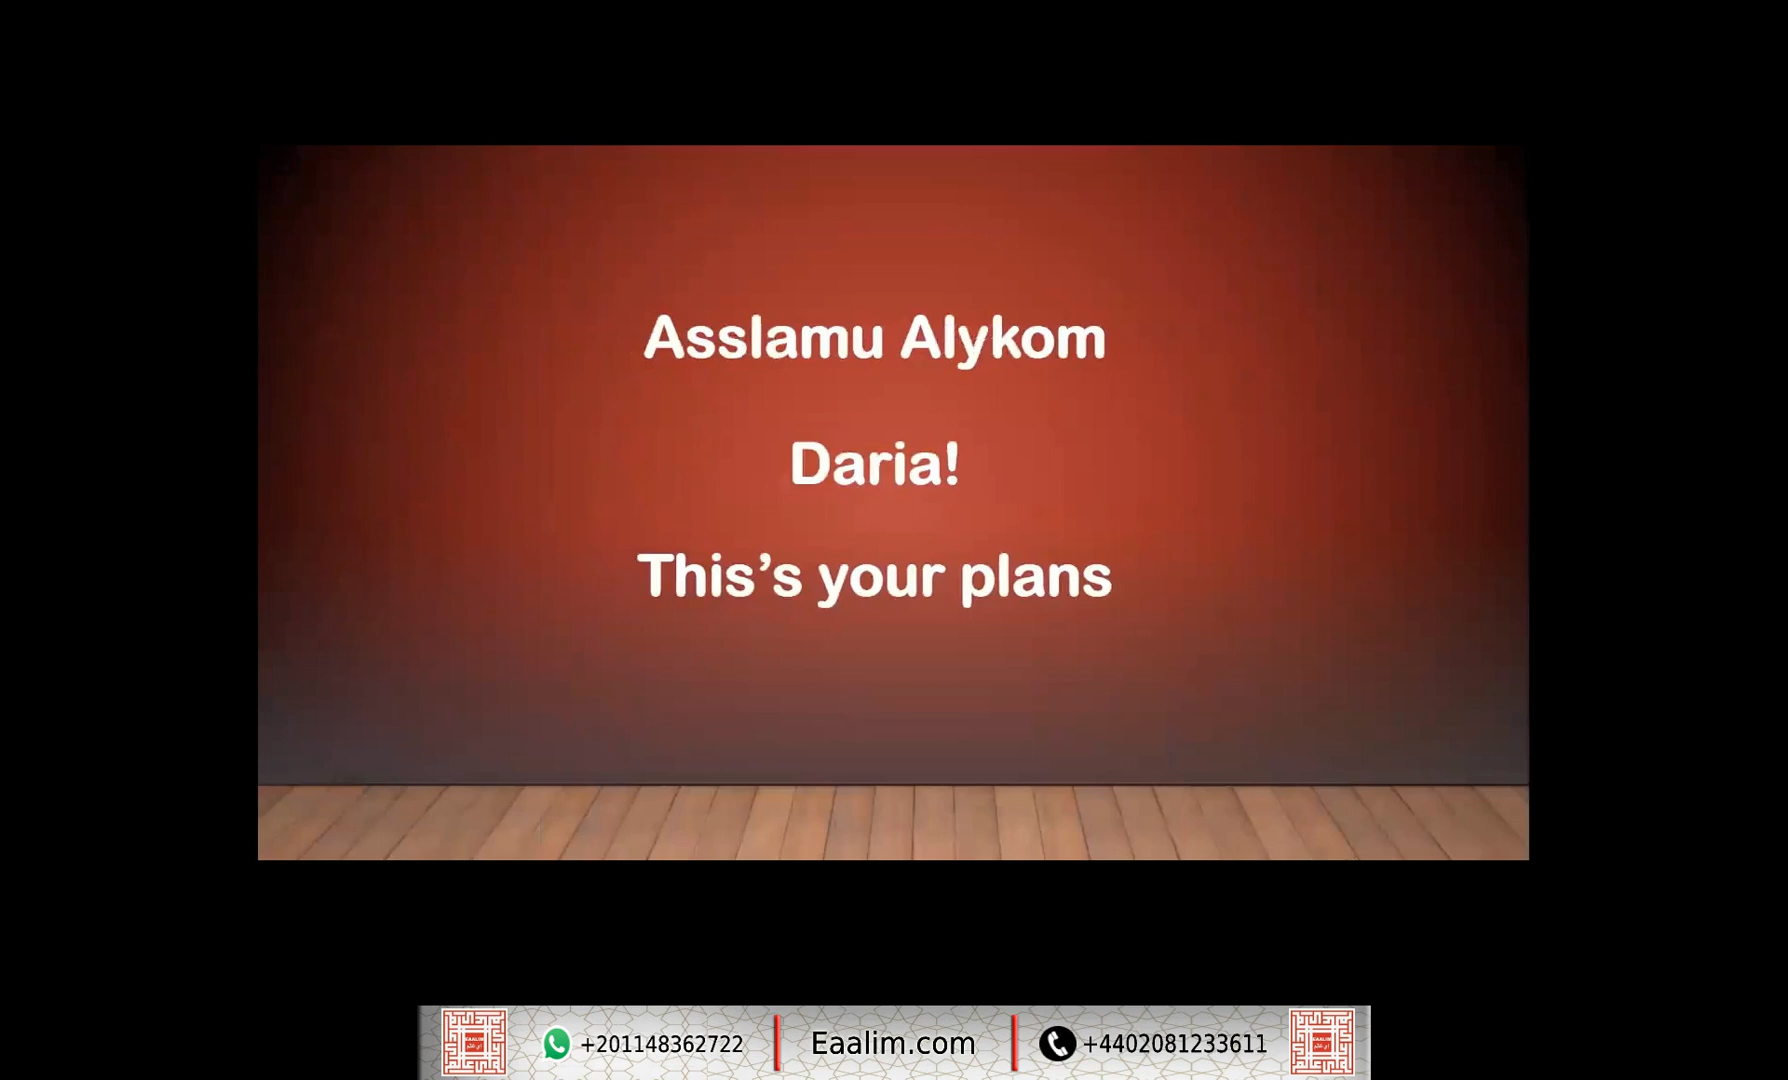 Asslamu Alykom
Daria!
This’s your plans
+201148362722
Eaalim.com
+4402081233611